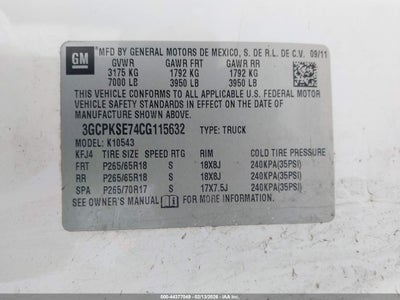 GM
MFD BY GENERAL MOTORS DE MEXICO, S. DE R.L. DE C.V. 09/11
GVWR GAWR FRT GAWR RR
3175 KG 1792 KG 1792 KG
7000 LB 3950 LB 3950 LB
THIS VEHICLE CONFORMS TO ALL APPLICABLE U.S. FEDERAL MOTOR
VEHICLE SAFETY STANDARDS IN EFFECT ON THE DATE OF
MANUFACTURE SHOWN ABOVE.
3GCPKSE74CG115632 TYPE: TRUCK
MODEL: K10543
KFJ4 TIRE SIZE SPEED RTG RIM COLD TIRE PRESSURE
FRT P265/65R18 S 18X8J 240KPA(35PSI)
RR P265/65R18 S 18X8J 240KPA(35PSI)
SPA P265/70R17 S 17X7.5J 240KPA(35PSI)
SEE OWNER'S MANUAL FOR MORE INFORMATION.
500-44377049 - 02/13/2026 - IAAI.COM